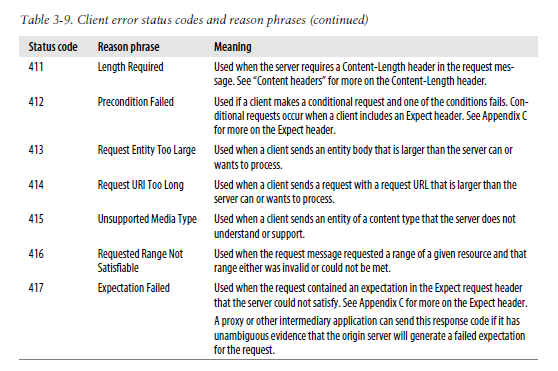 Table 3-9. Client error status codes and reason phrases (continued)
Status code Reason phrase Meaning
411 Length Required Used when the server requires a Content-Length header in the request mes-
sage. See “Content headers” for more on the Content-Length header.
412 Precondition Failed Used if a client makes a conditional request and one of the conditions fails. Con-
ditional requests occur when a client includes an Expect header. See Appendix C
for more on the Expect header.
413 Request Entity Too Large Used when a client sends an entity body that is larger than the server can or
wants to process.
414 Request URI Too Long Used when a client sends a request with a request URL that is larger than the
server can or wants to process.
415 Unsupported Media Type Used when a client sends an entity of a content type that the server does not
understand or support.
416 Requested Range Not Used when the request message requested a range of a given resource and that
Satisfiable range either was invalid or could not be met.
417 Expectation Failed Used when the request contained an expectation in the Expect request header
that the server could not satisfy. See Appendix C for more on the Expect header.
A proxy or other intermediary application can send this response code if it has
unambiguous evidence that the origin server will generate a failed expectation
for the request.